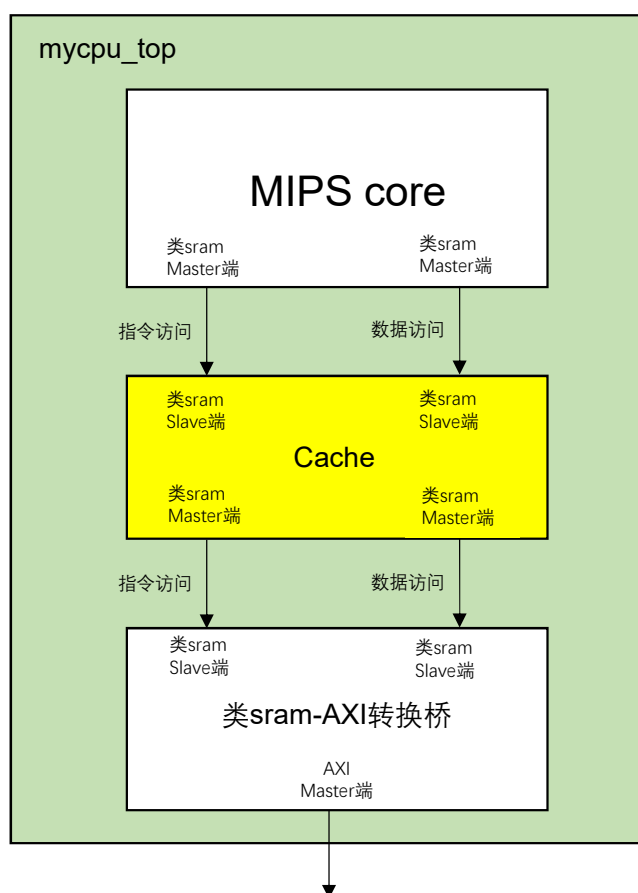 mycpu_top
MIPS core
类sram
Master端
类sram
Master端
指令访问
数据访问
类sram
Slave端
类sram
Slave端
Cache
类sram
Master端
类sram
Master端
指令访问
数据访问
类sram
Slave端
类sram
Slave端
类sram-AXI转换桥
AXI
Master端